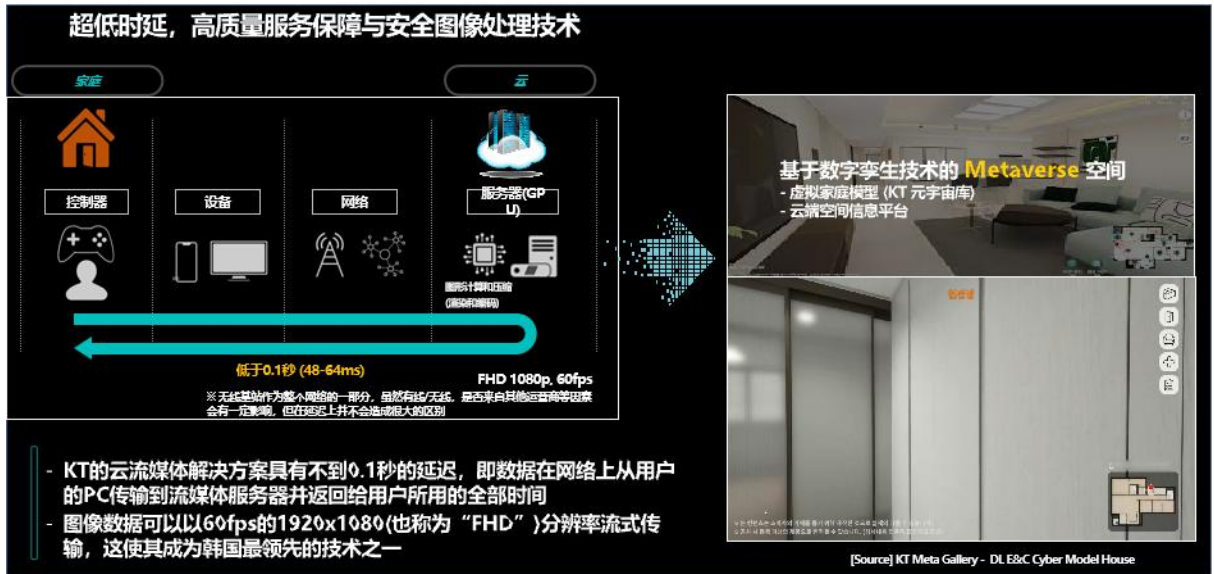 超低时延，高质量服务保障与安全图像处理技术
家庭
云
控制器
设备
网络
服务器(GP
U)
图形计算和压缩
(渲染和编码)
低于0.1秒 (48-64ms)
FHD 1080p, 60fps
※ 无线基站作为整个网络的一部分，虽然有线/无线，是否来自其他运营商等因素
会有一定影响，但在延迟上并不会造成很大的区别
基于数字孪生技术的 Metaverse 空间
- 虚拟家庭模型 (KT 元宇宙库)
- 云端空间信息平台
- KT的云流媒体解决方案具有不到0.1秒的延迟，即数据在网络上从用户
的PC传输到流媒体服务器并返回给用户所用的全部时间
- 图像数据可以以60fps的1920x1080(也称为“FHD”)分辨率流式传
输，这使其成为韩国最领先的技术之一
[Source] KT Meta Gallery - DL E&C Cyber Model House